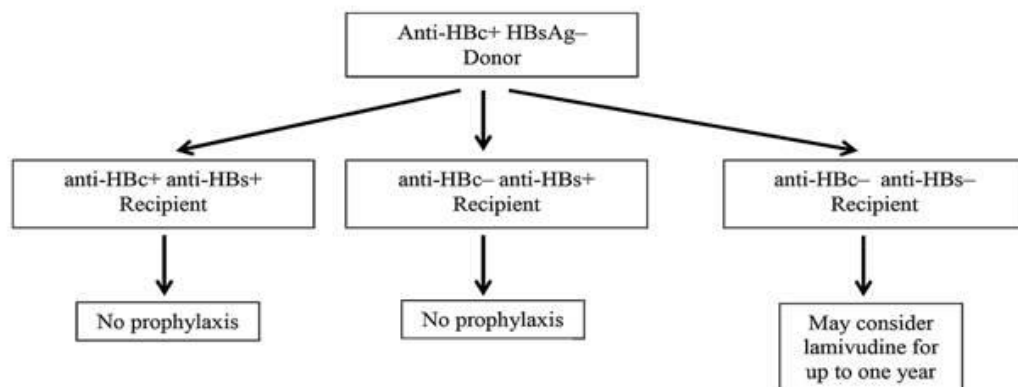 Anti-HBc+ HBsAg–
Donor
anti-HBc+ anti-HBs+
Recipient
anti-HBc– anti-HBs+
Recipient
anti-HBc– anti-HBs–
Recipient
No prophylaxis
No prophylaxis
May consider
lamivudine for
up to one year